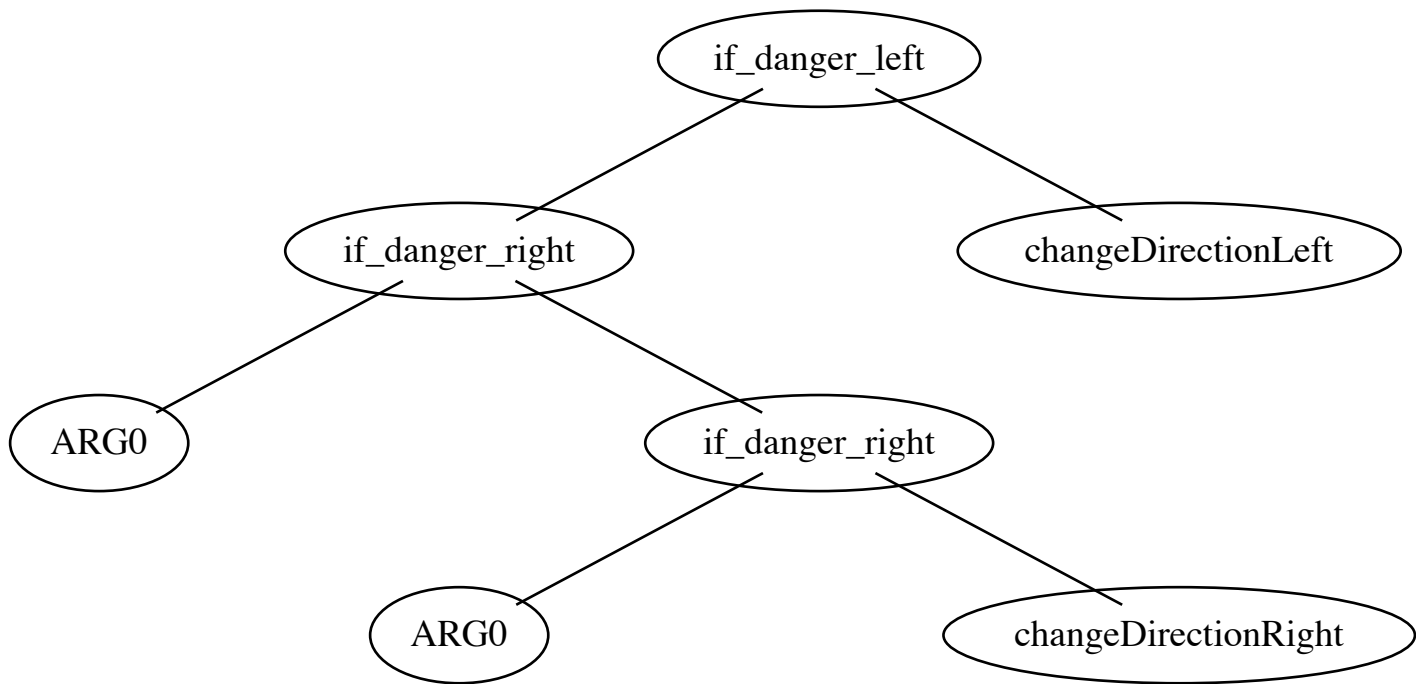 if_danger_left
if_danger_right
changeDirectionLeft
ARG0
if_danger_right
ARG0
changeDirectionRight